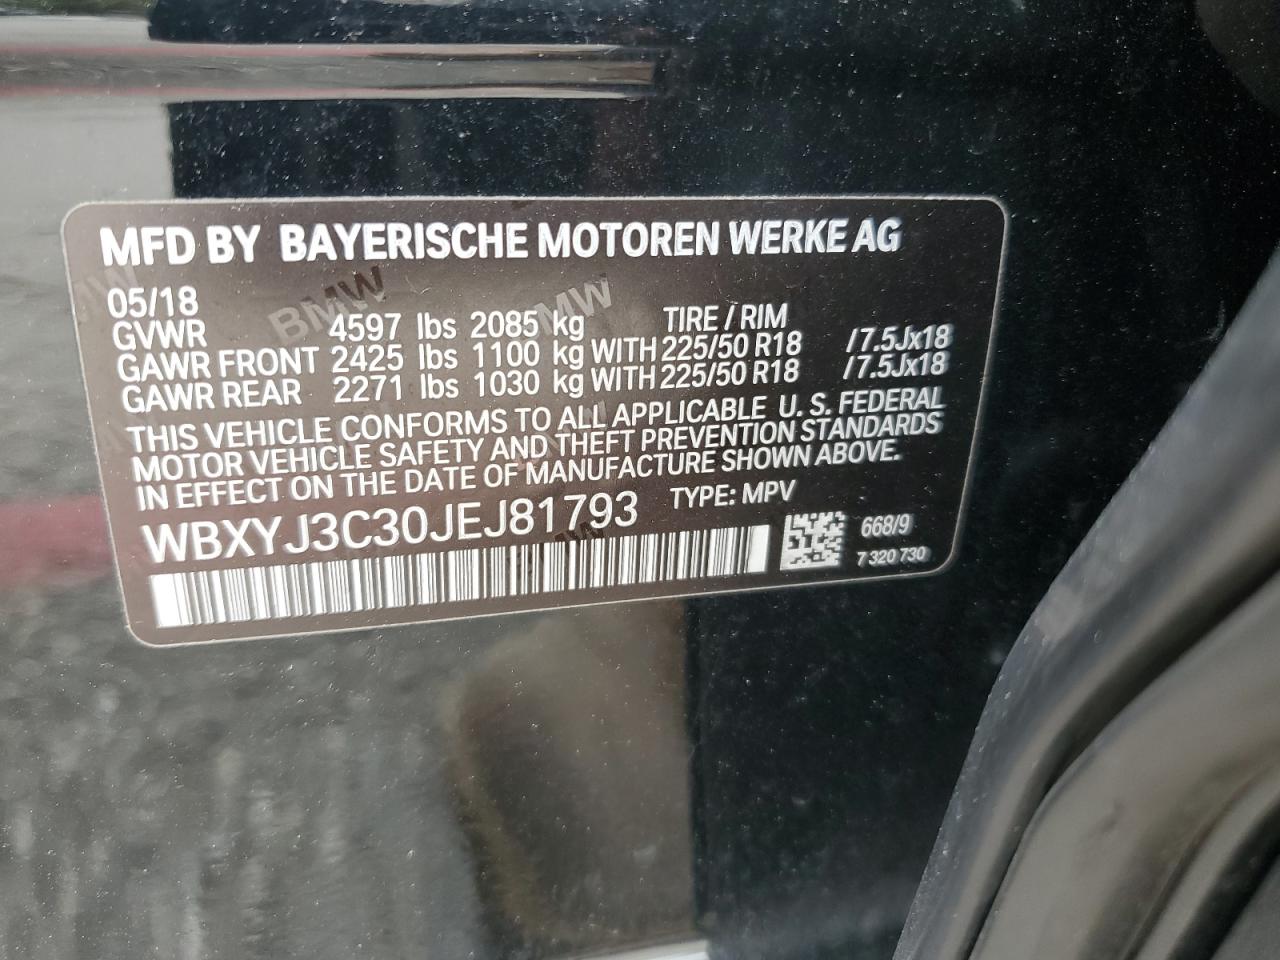 MFD BY BAYERISCHE MOTOREN WERKE AG
05/18
GVWR 4597 lbs 2085 kg TIRE / RIM
GAWR FRONT 2425 lbs 1100 kg WITH 225/50 R18 /7.5Jx18
GAWR REAR 2271 lbs 1030 kg WITH 225/50 R18 /7.5Jx18
THIS VEHICLE CONFORMS TO ALL APPLICABLE U. S. FEDERAL
MOTOR VEHICLE SAFETY AND THEFT PREVENTION STANDARDS
IN EFFECT ON THE DATE OF MANUFACTURE SHOWN ABOVE.
WBXYJ3C30JEJ81793 TYPE: MPV
668/9
7 320 730
BMW
BMW